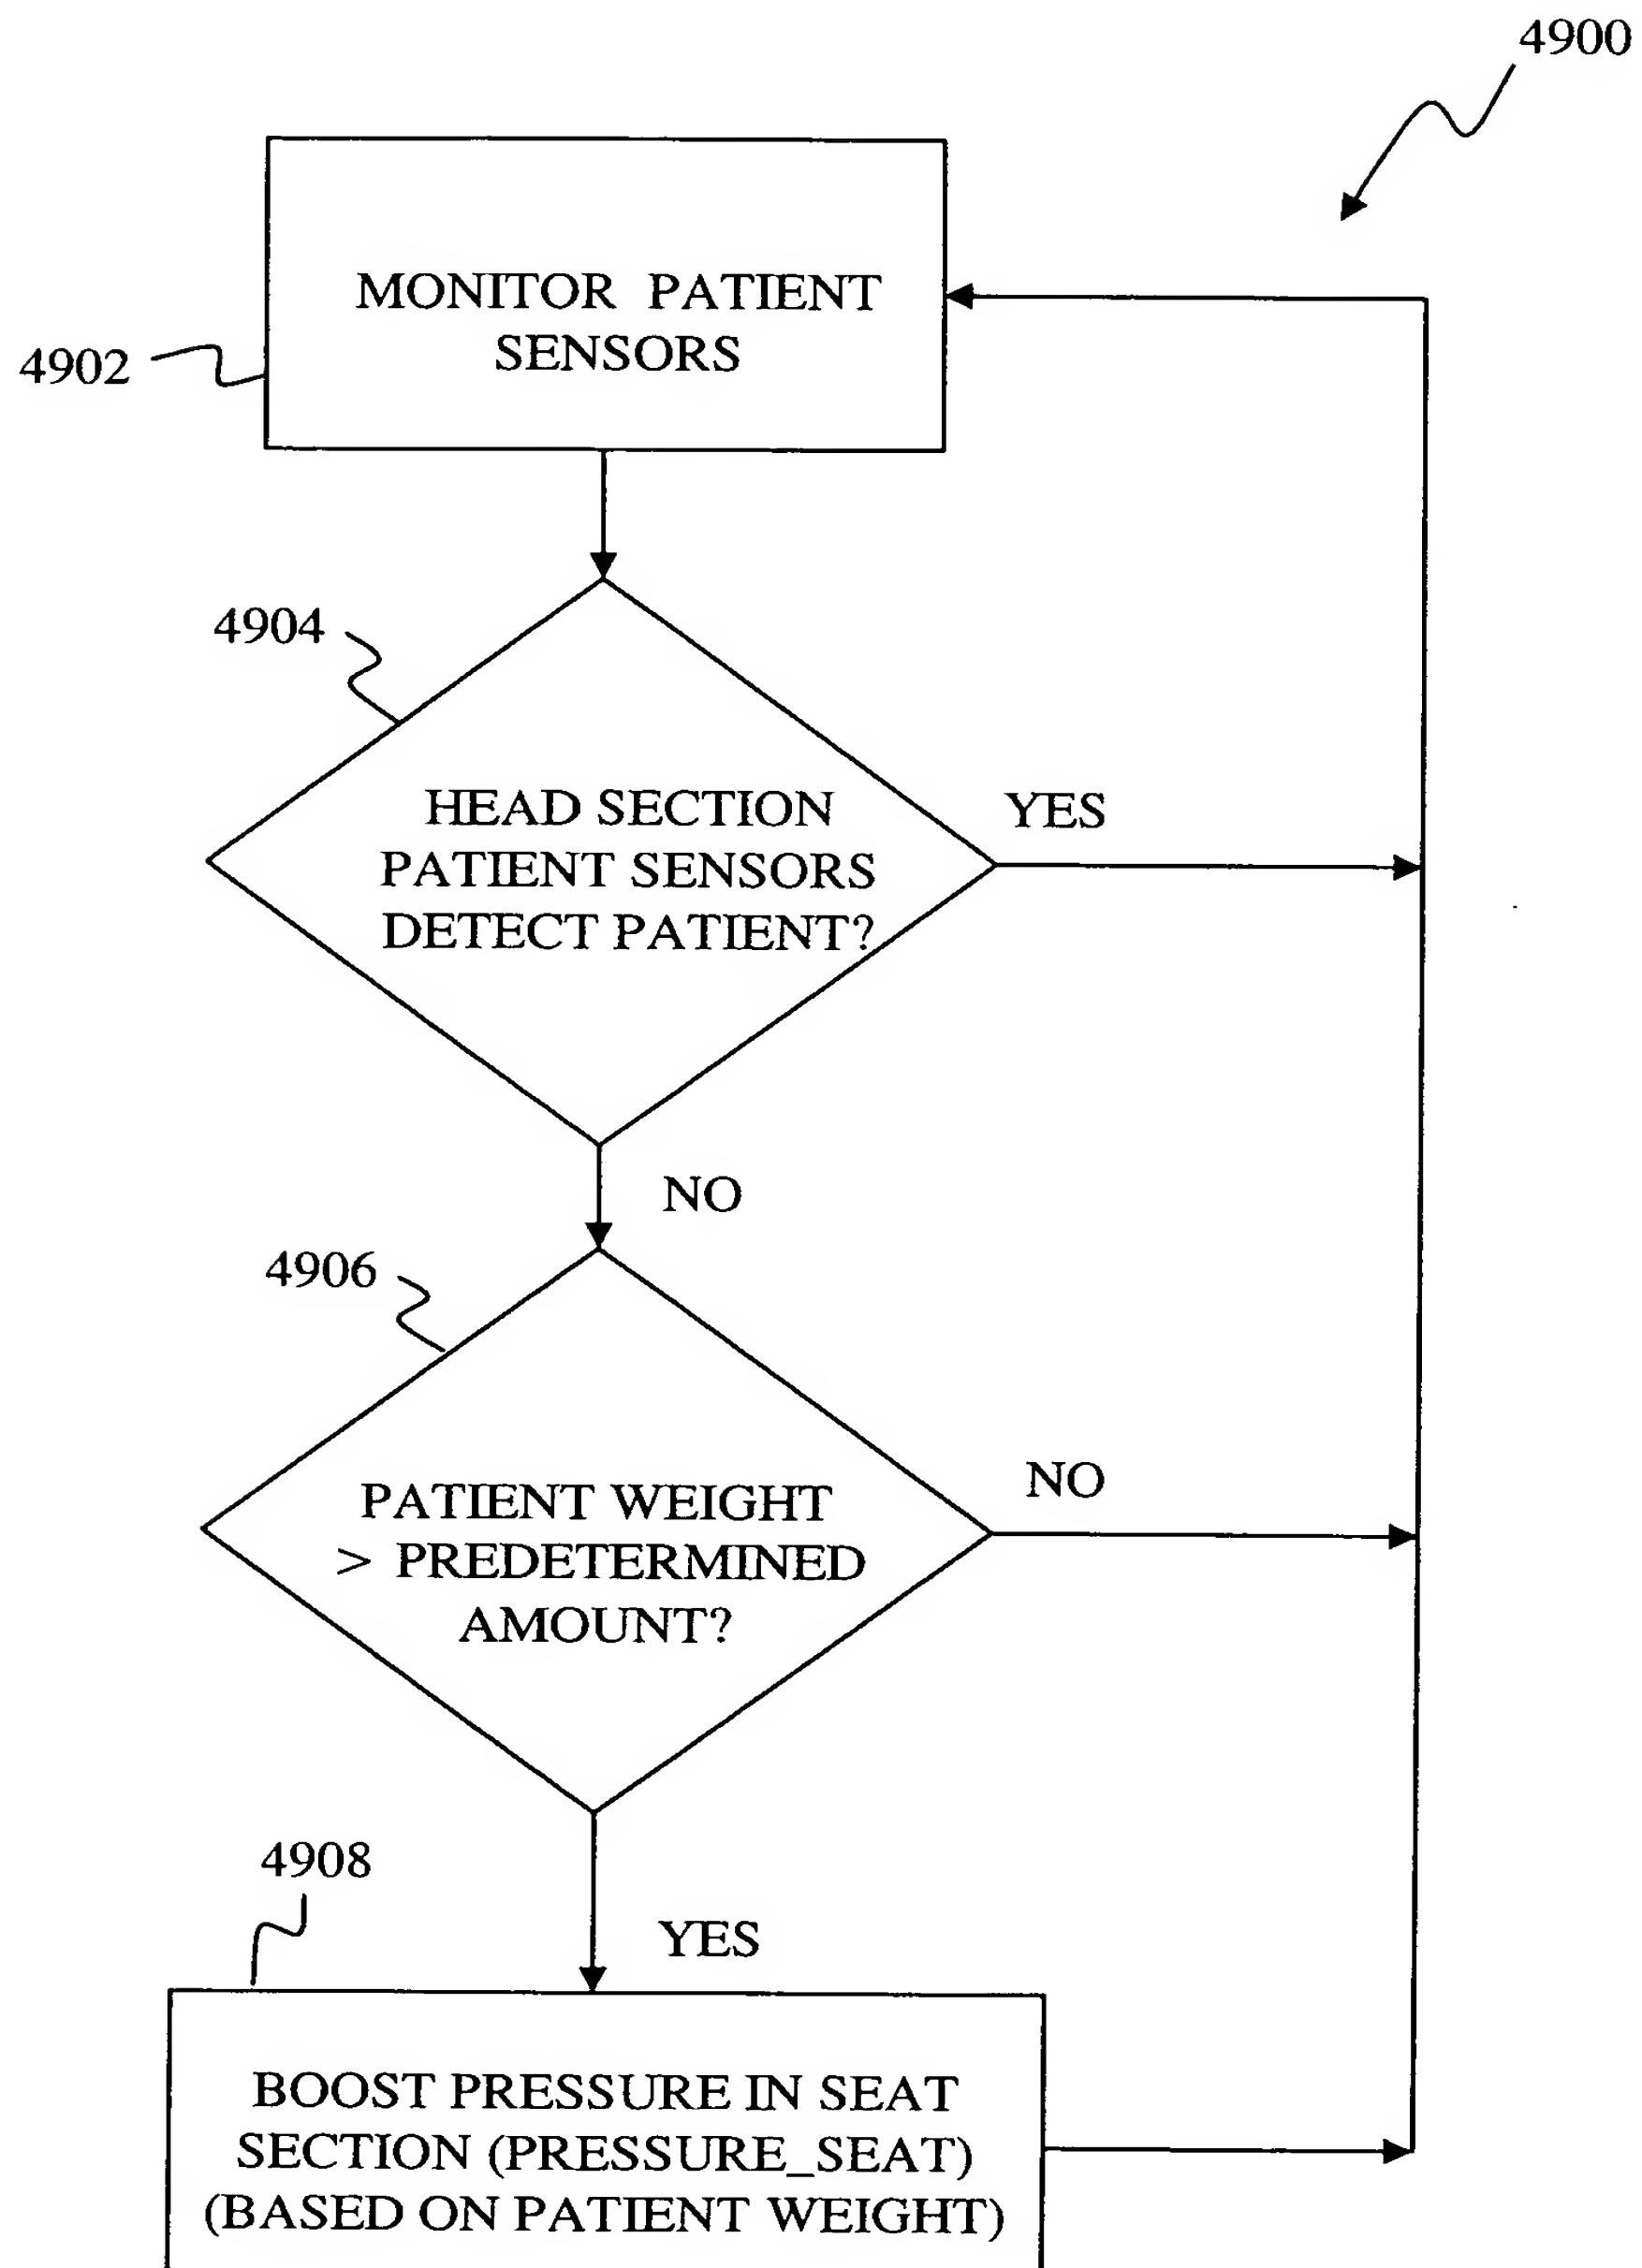 4900
MONITOR PATIENT
SENSORS
4902
4904
HEAD SECTION
PATIENT SENSORS
DETECT PATIENT?
YES
NO
4906
PATIENT WEIGHT
> PREDETERMINED
AMOUNT?
NO
4908
YES
BOOST PRESSURE IN SEAT
SECTION (PRESSURE_SEAT)
(BASED ON PATIENT WEIGHT)